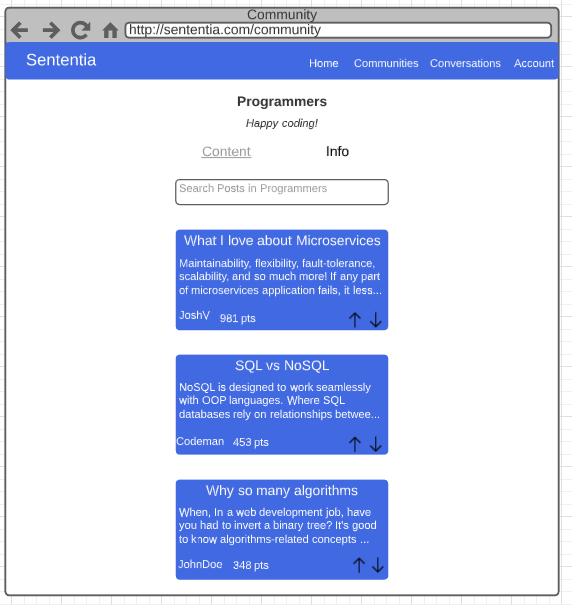 Community
http://sententia.com/community
Sententia
Home Communities Conversations Account
Programmers
Happy coding!
Content Info
Search Posts in Programmers
What I love about Microservices
Maintainability, flexibility, fault-tolerance,
scalability, and so much more! If any part
of microservices application fails, it less...
JoshV 981 pts
SQL vs NoSQL
NoSQL is designed to work seamlessly
with OOP languages. Where SQL
databases rely on relationships betwee...
Codeman 453 pts
Why so many algorithms
When, In a web development job, have
you had to invert a binary tree? It's good
to know algorithms-related concepts ...
JohnDoe 348 pts